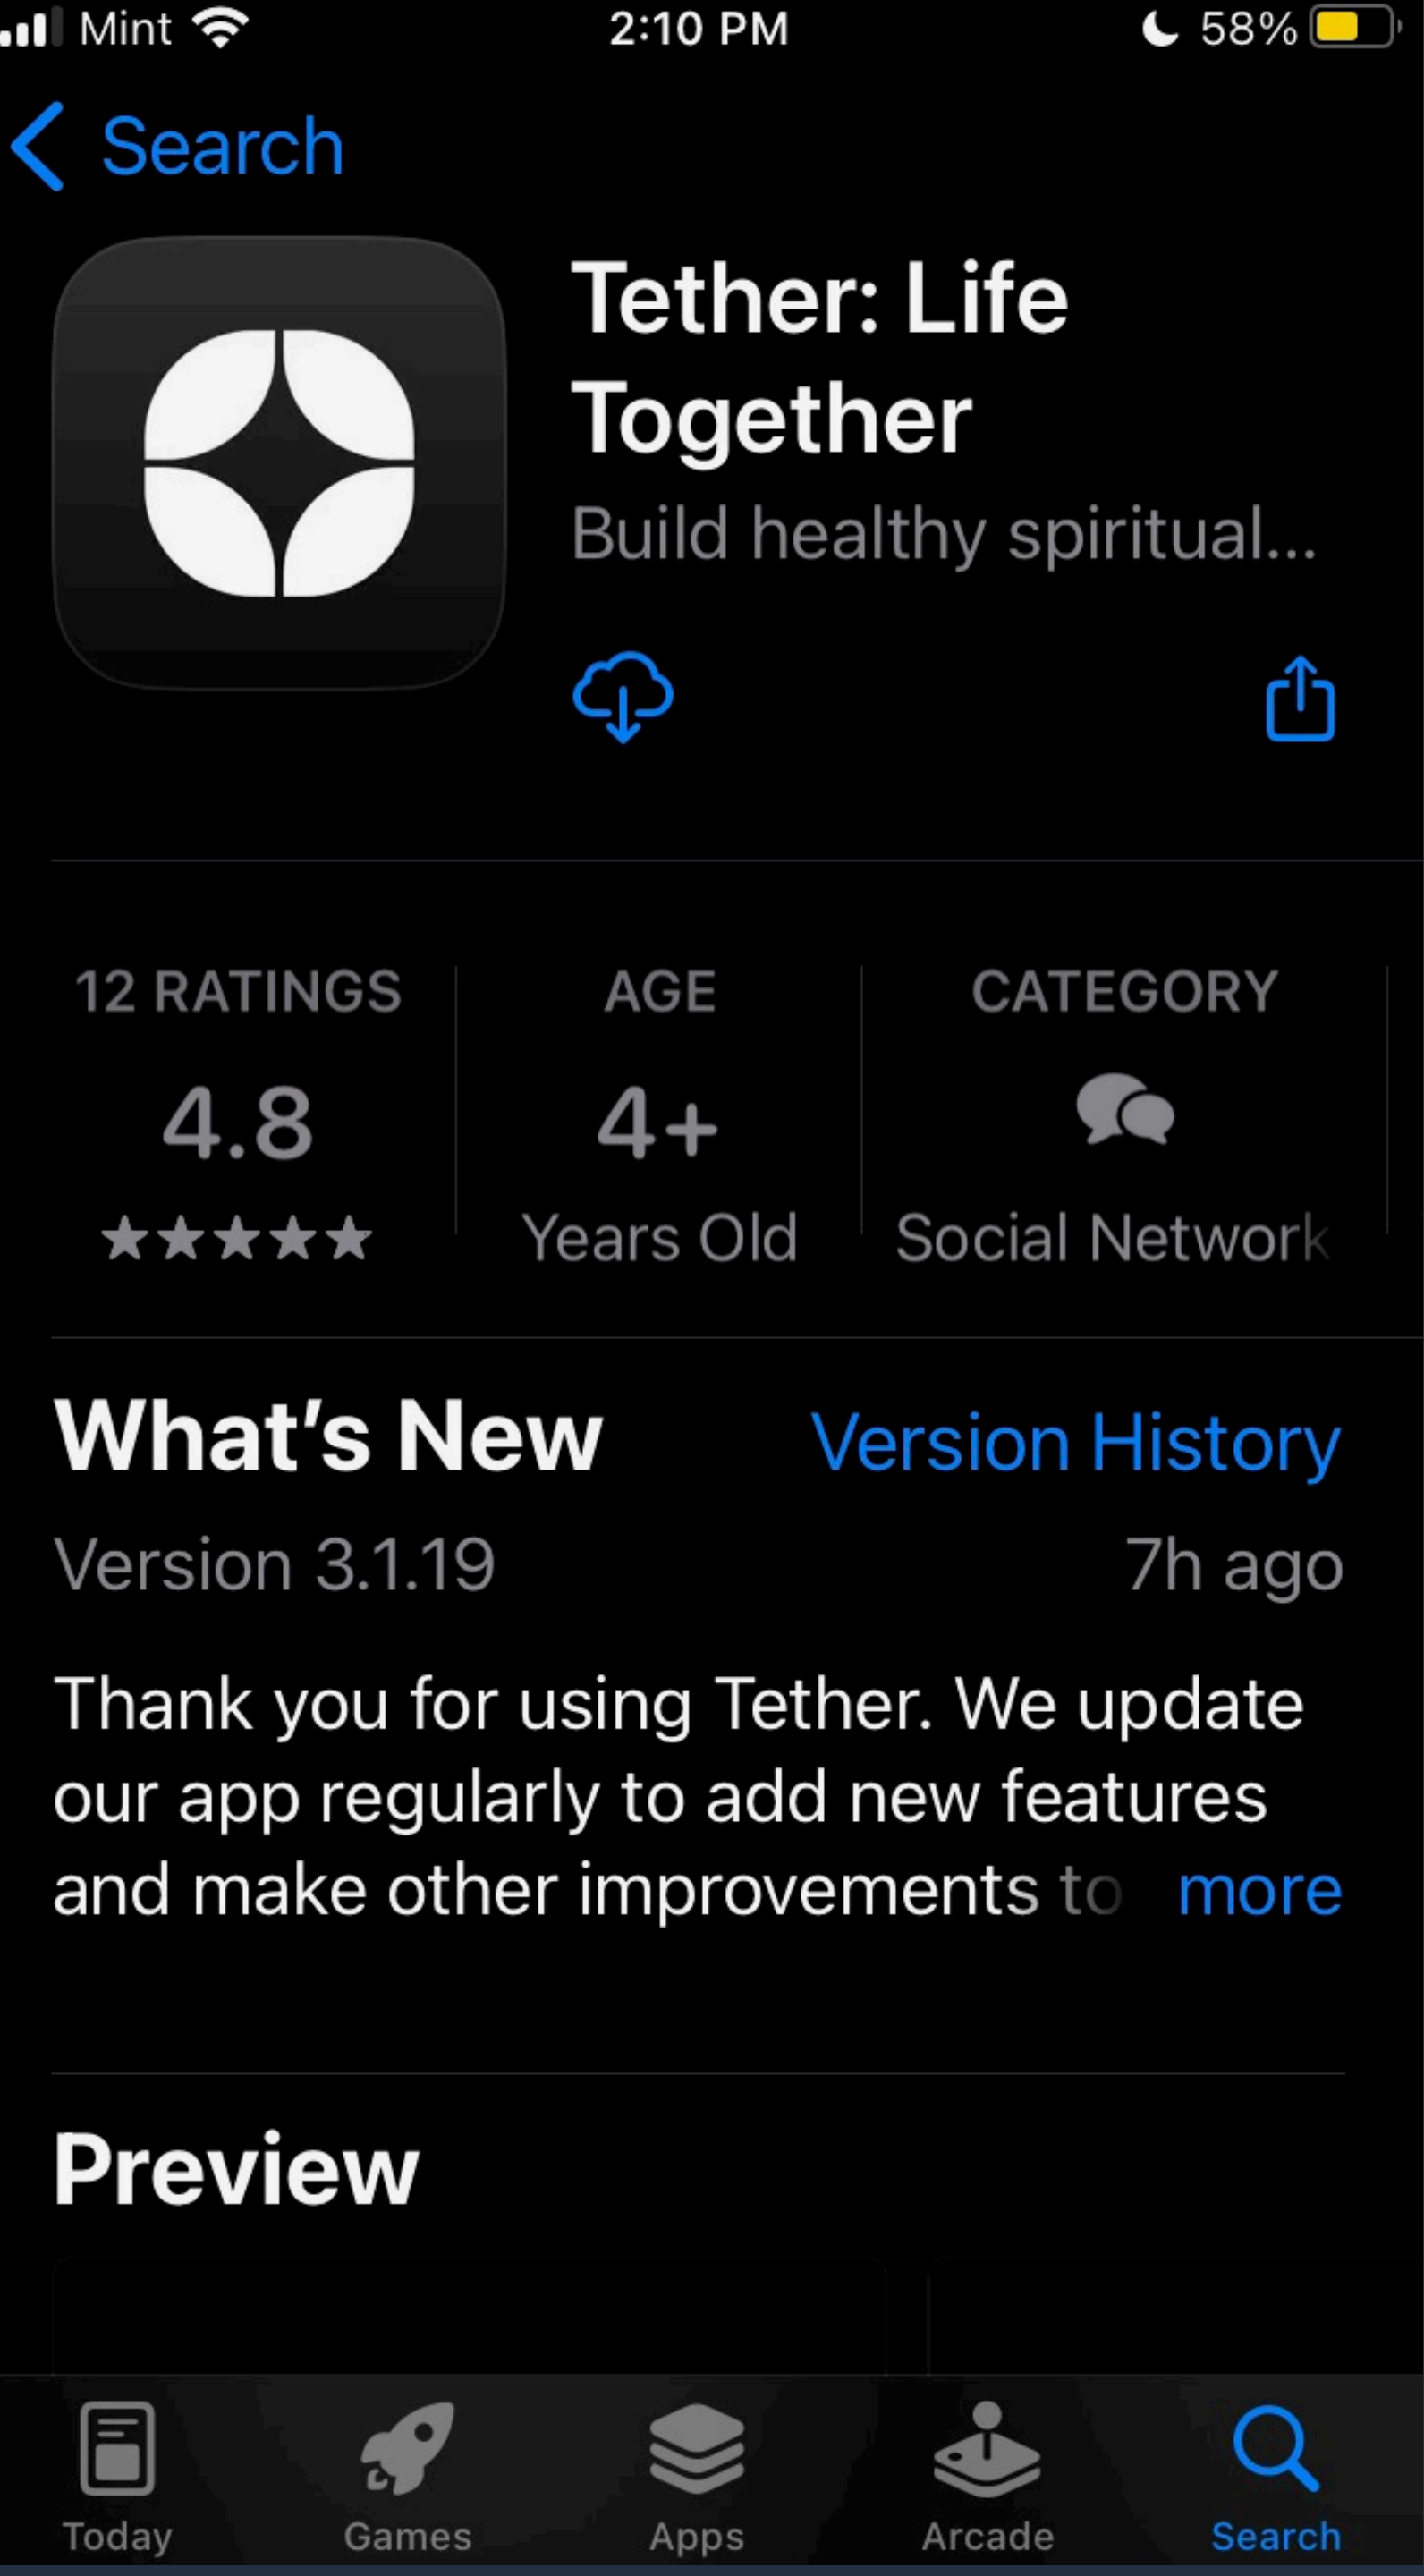 Mint 2:10 PM 58%
Search
Tether: Life
Together
Build healthy spiritual...
12 RATINGS AGE CATEGORY
4.8 4+
Years Old Social Network
What's New Version History
Version 3.1.19 7h ago
Thank you for using Tether. We update
our app regularly to add new features
and make other improvements to more
Preview
Today Games Apps Arcade Search